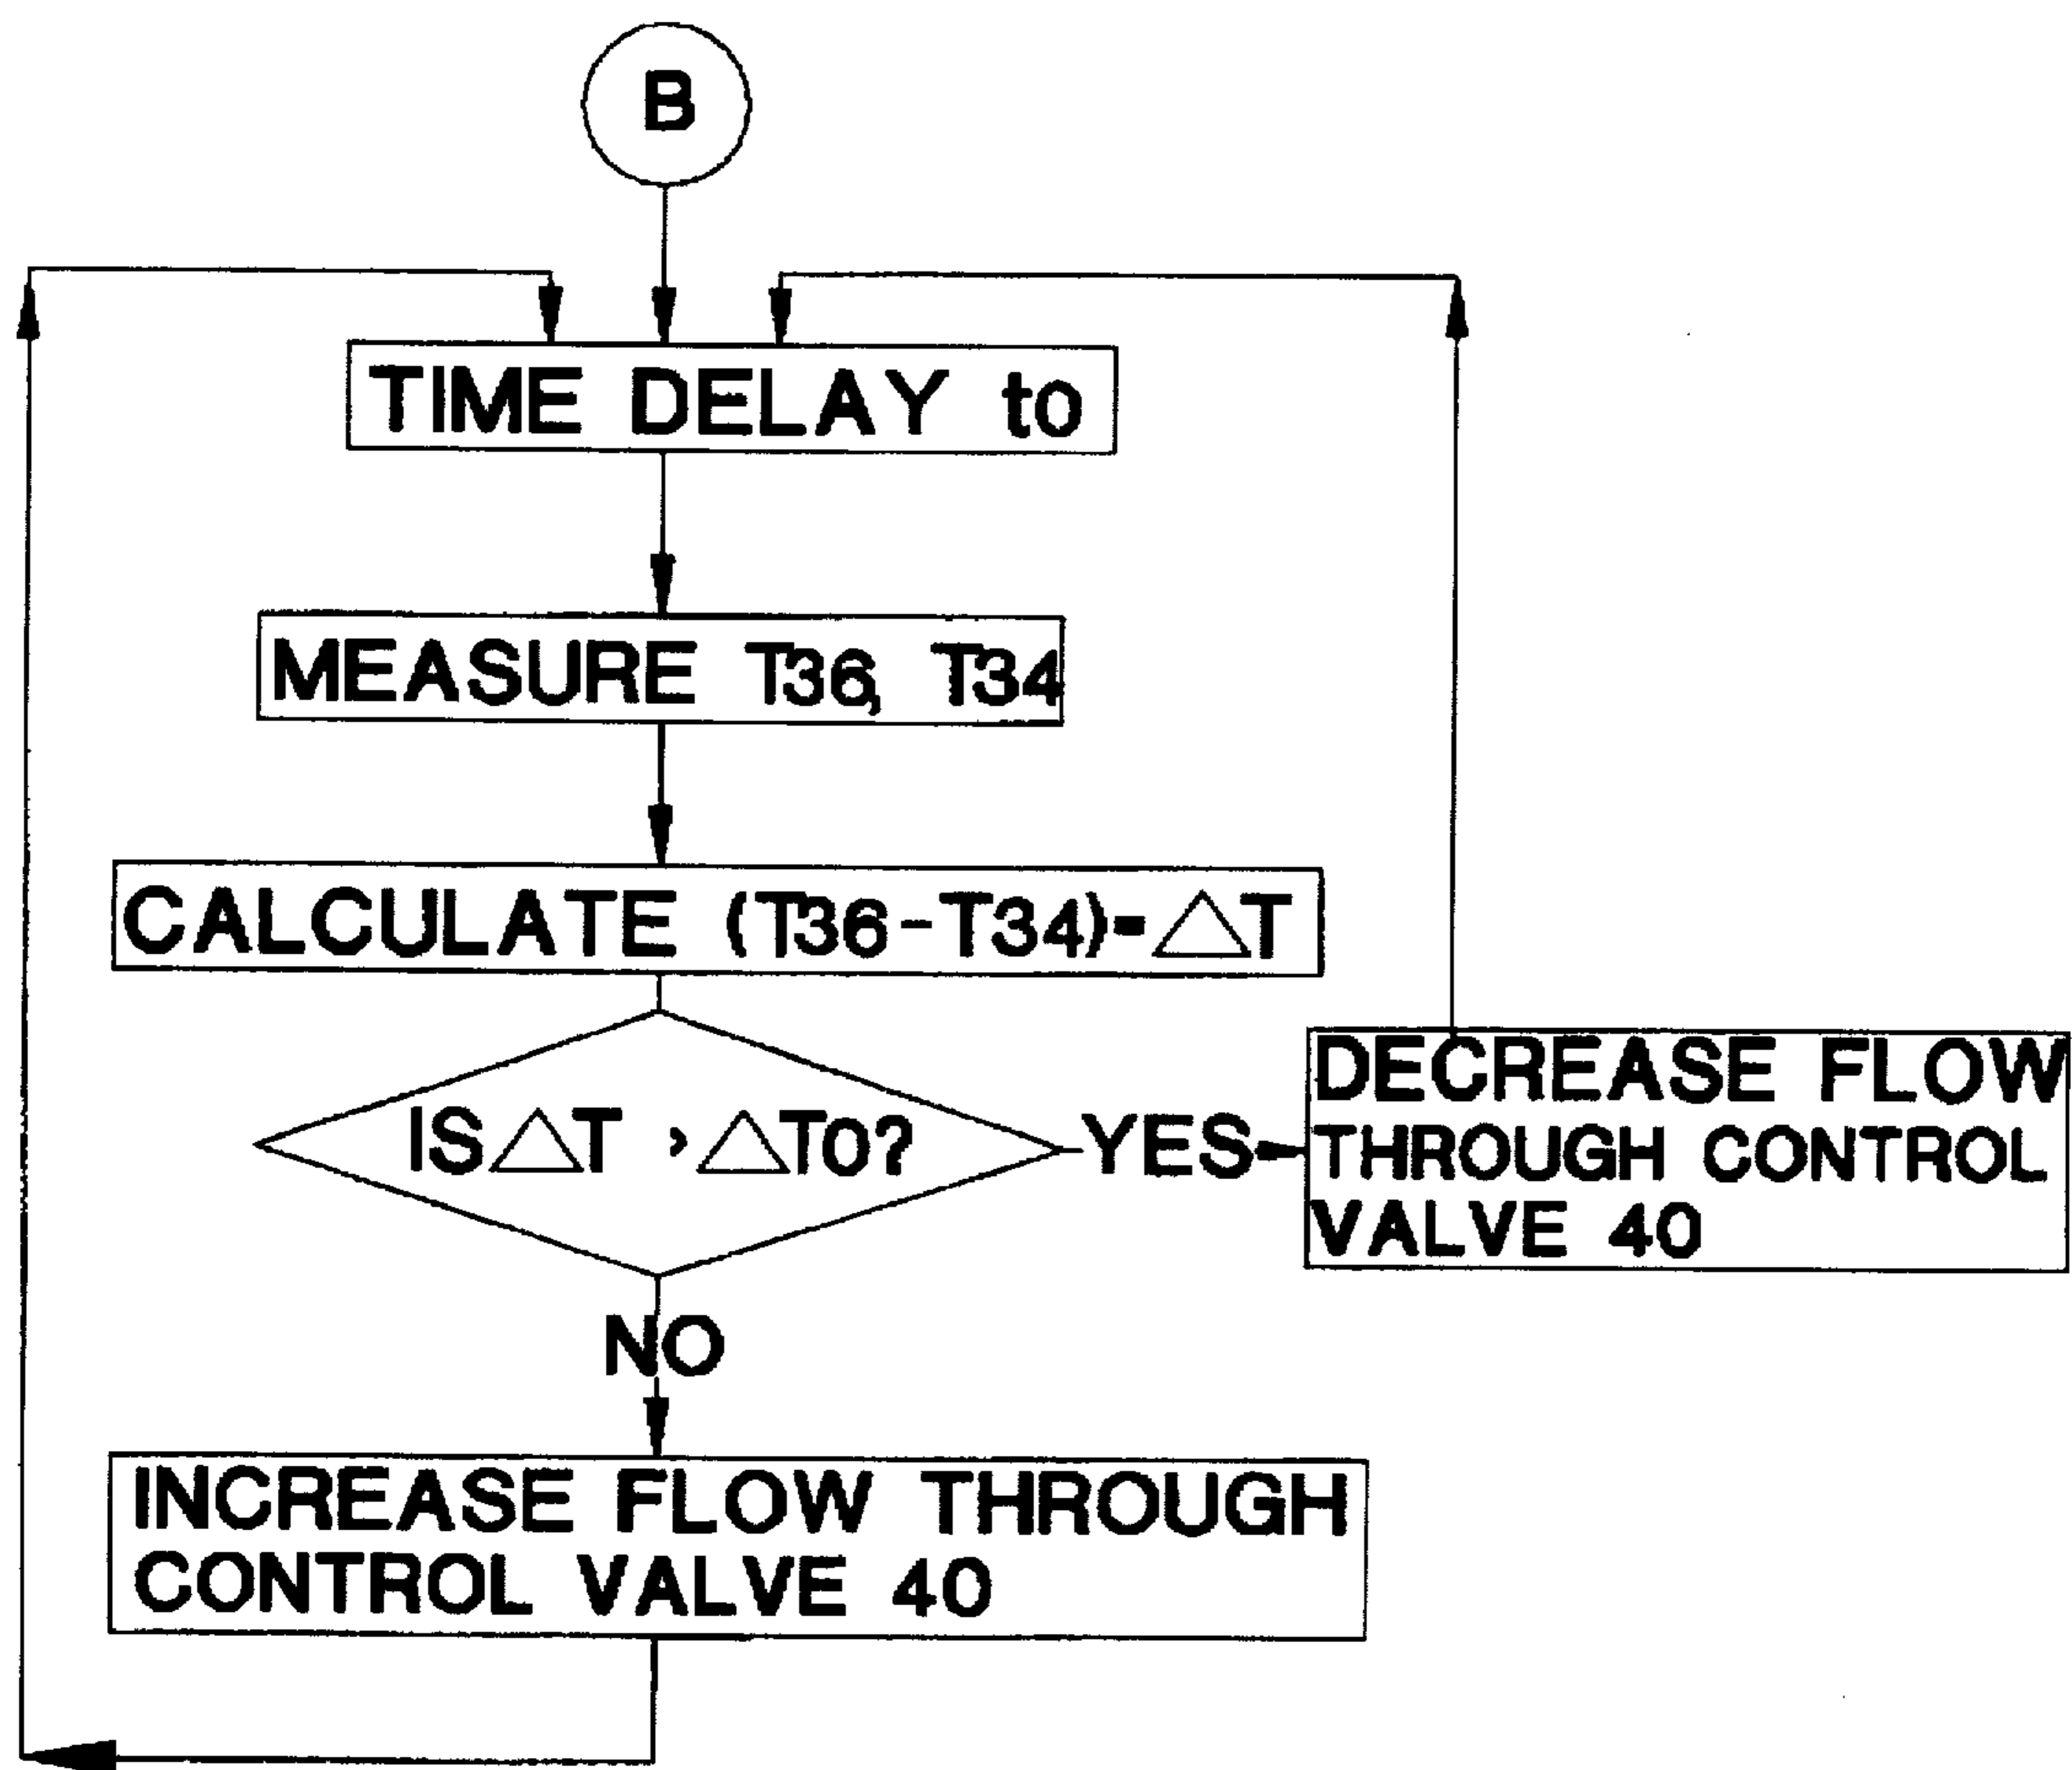 B
TIME DELAY to
MEASURE T36, T34
CALCULATE (T36-T34)=△T
IS△T >△T0?
YES
DECREASE FLOW
THROUGH CONTROL
VALVE 40
NO
INCREASE FLOW THROUGH
CONTROL VALVE 40